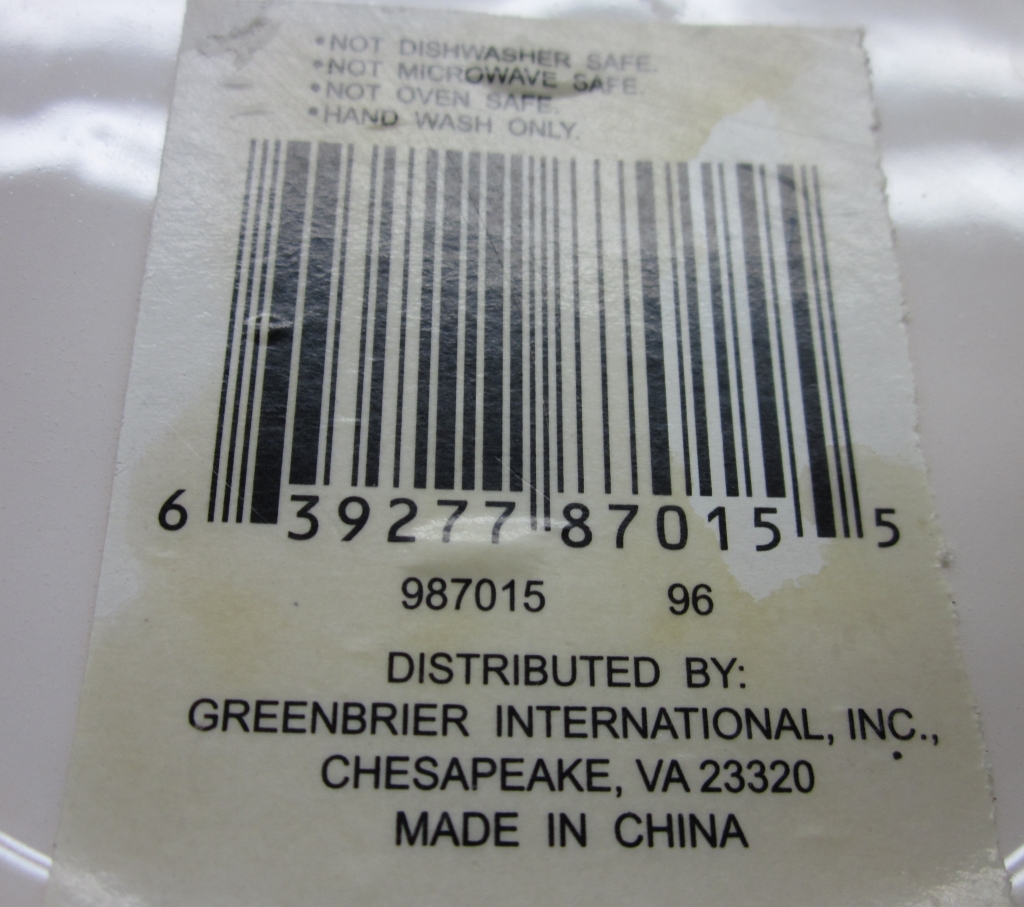 •NOT DISHWASHER SAFE.
•NOT MICROWAVE SAFE.
•NOT OVEN SAFE.
•HAND WASH ONLY.
6 39277 87015 5
987015 96
DISTRIBUTED BY:
GREENBRIER INTERNATIONAL, INC.,
CHESAPEAKE, VA 23320
MADE IN CHINA